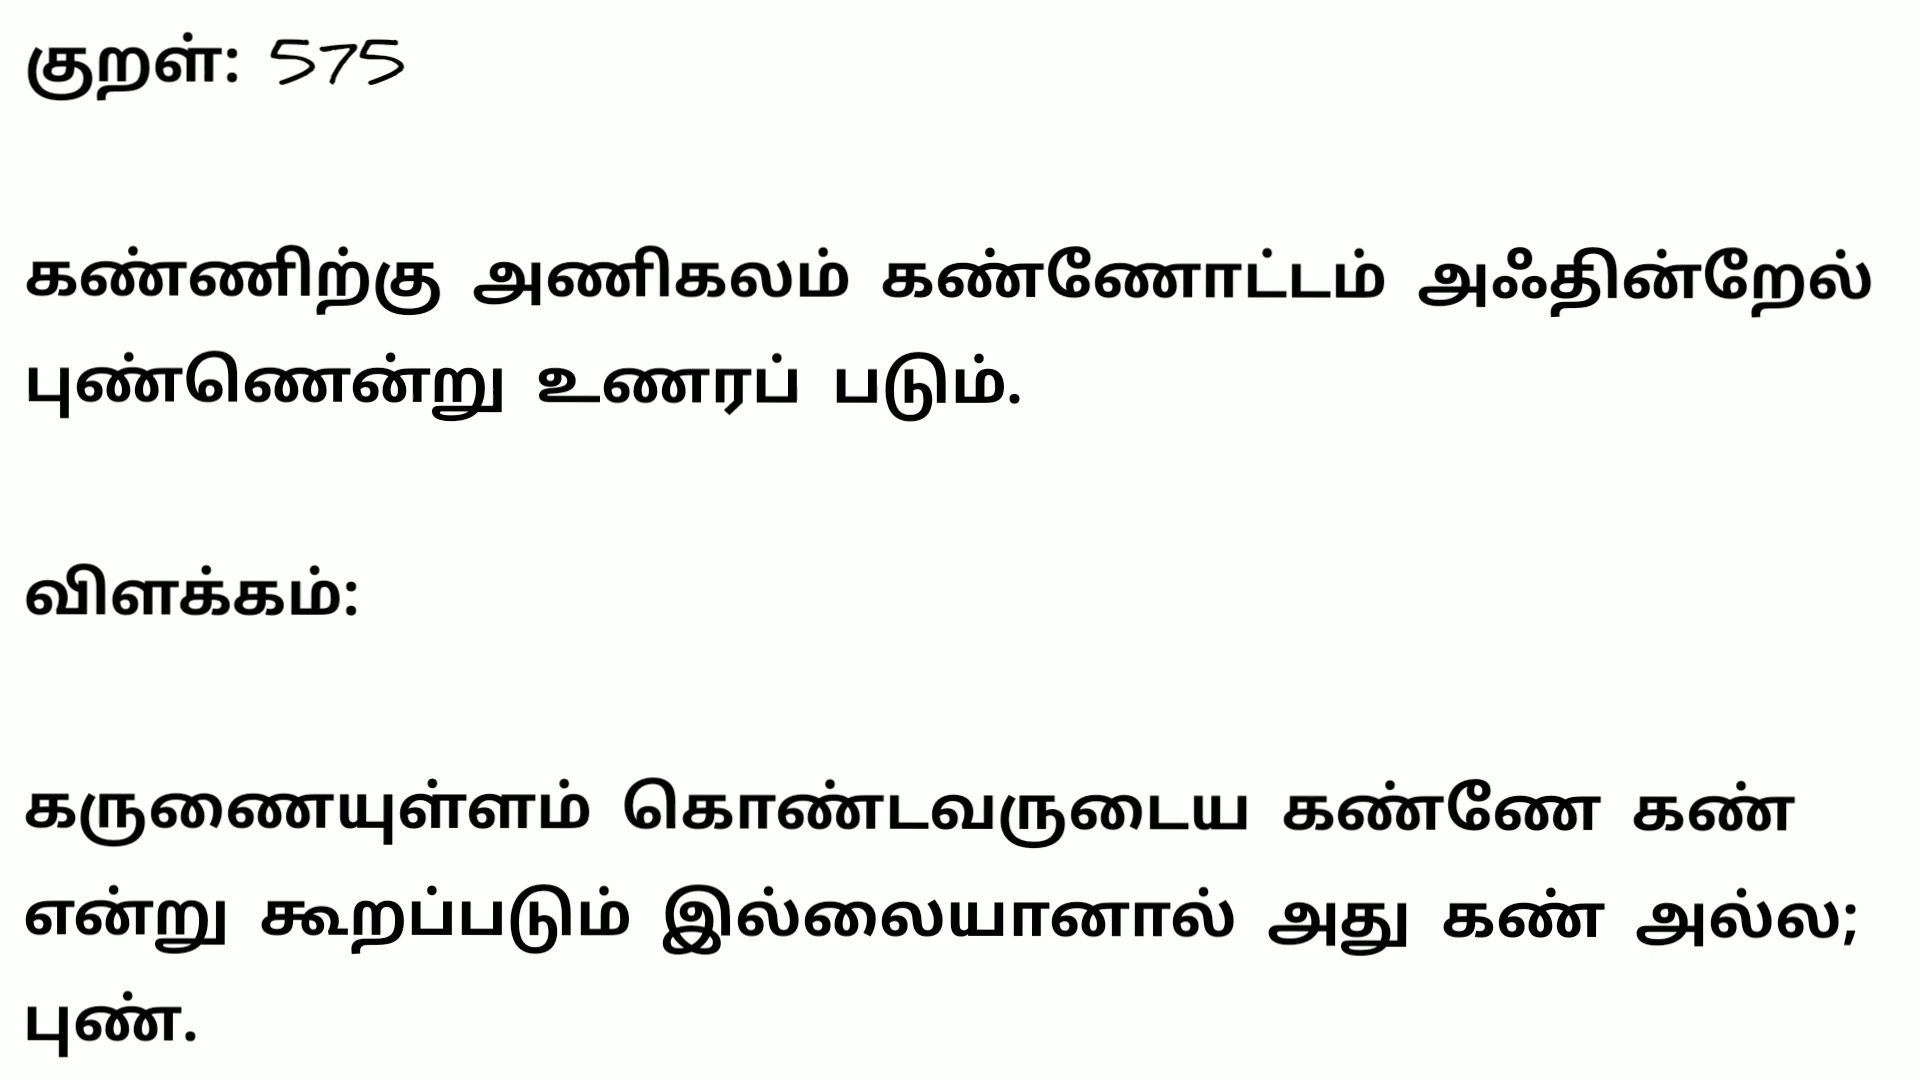 குறள்: 575
கண்ணிற்கு அணிகலம் கண்ணோட்டம் அஃதின்றேல்
புண்ணென்று உணரப் படும்.
விளக்கம்:
கருணையுள்ளம் கொண்டவருடைய கண்ணே கண்
என்று கூறப்படும் இல்லையானால் அது கண் அல்ல;
புண்.